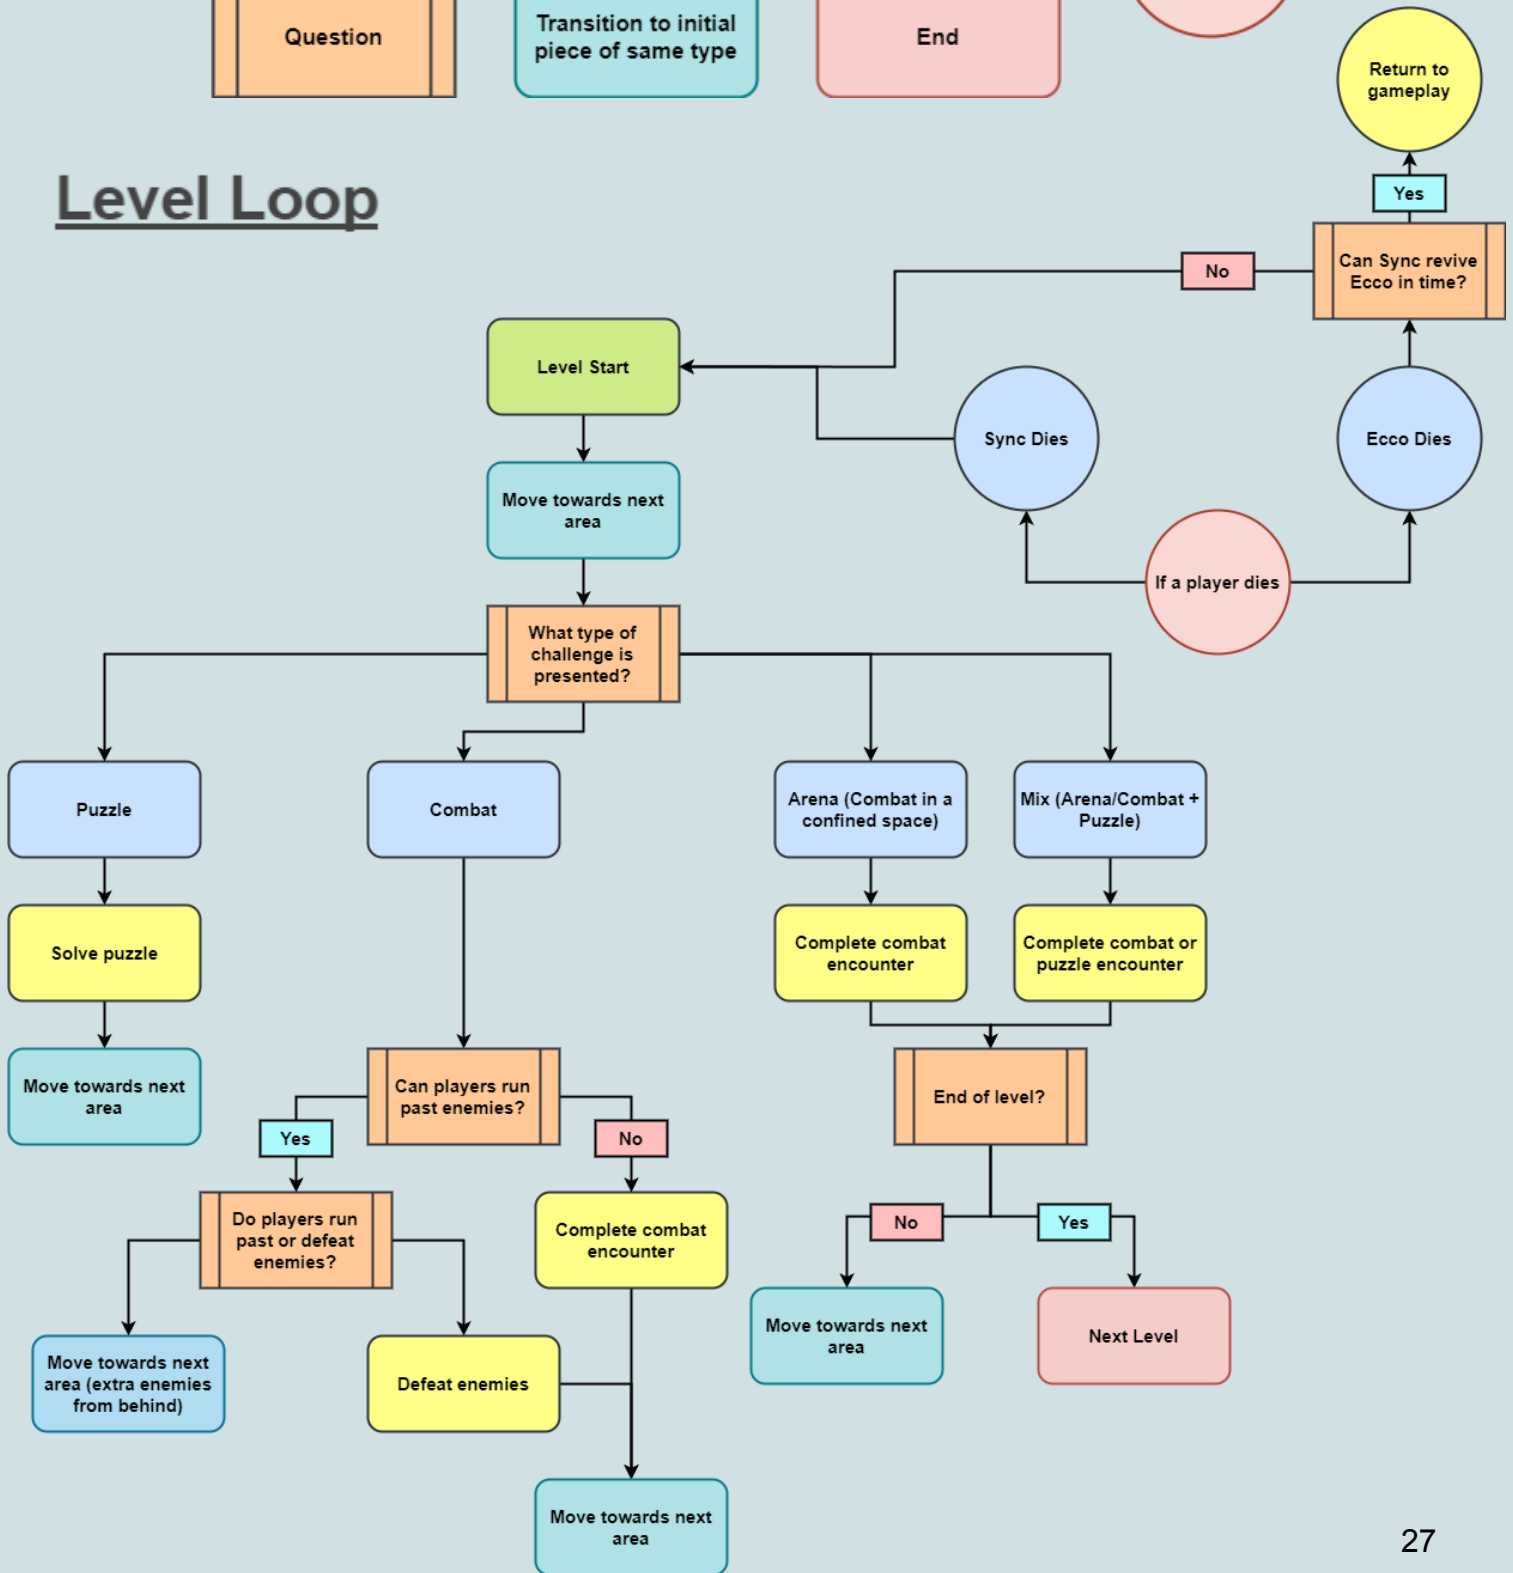 Question
Transition to initial
piece of same type
End
Return to
gameplay
Yes
Level Loop
Can Sync revive
Ecco in time?
No
Level Start
Sync Dies
Ecco Dies
Move towards next
area
If a player dies
What type of
challenge is
presented?
Puzzle
Combat
Arena (Combat in a
confined space)
Mix (Arena/Combat +
Puzzle)
Solve puzzle
Complete combat
encounter
Complete combat or
puzzle encounter
Move towards next
area
Can players run
past enemies?
End of level?
Yes
No
Do players run
past or defeat
enemies?
Complete combat
encounter
No
Yes
Move towards next
area
Next Level
Move towards next
area (extra enemies
from behind)
Defeat enemies
Move towards next
area
27